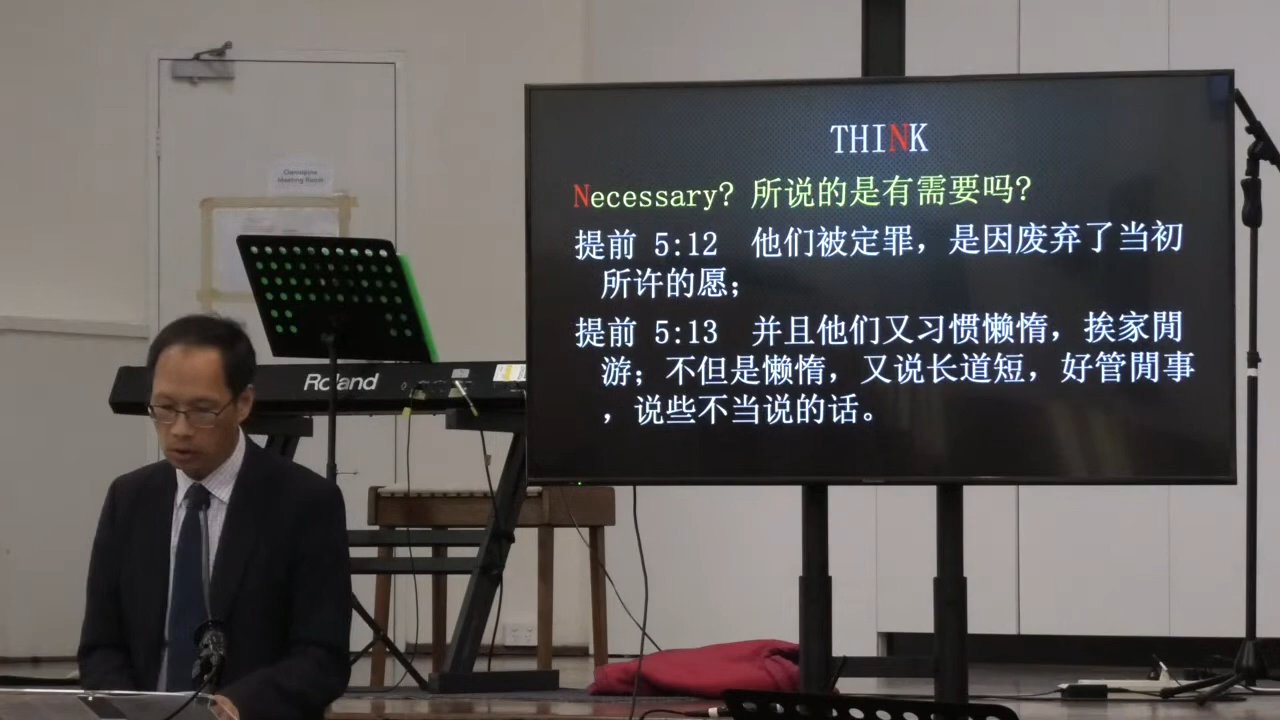 THINK
Necessary? 所说的是有需要吗?
提前 5:12 他们被定罪，是因废弃了当初
所许的愿；
提前 5:13 并且他们又习惯懒惰，挨家閒
游；不但是懒惰，又说长道短，好管閒事
，说些不当说的话。
Meeting Room
Roland